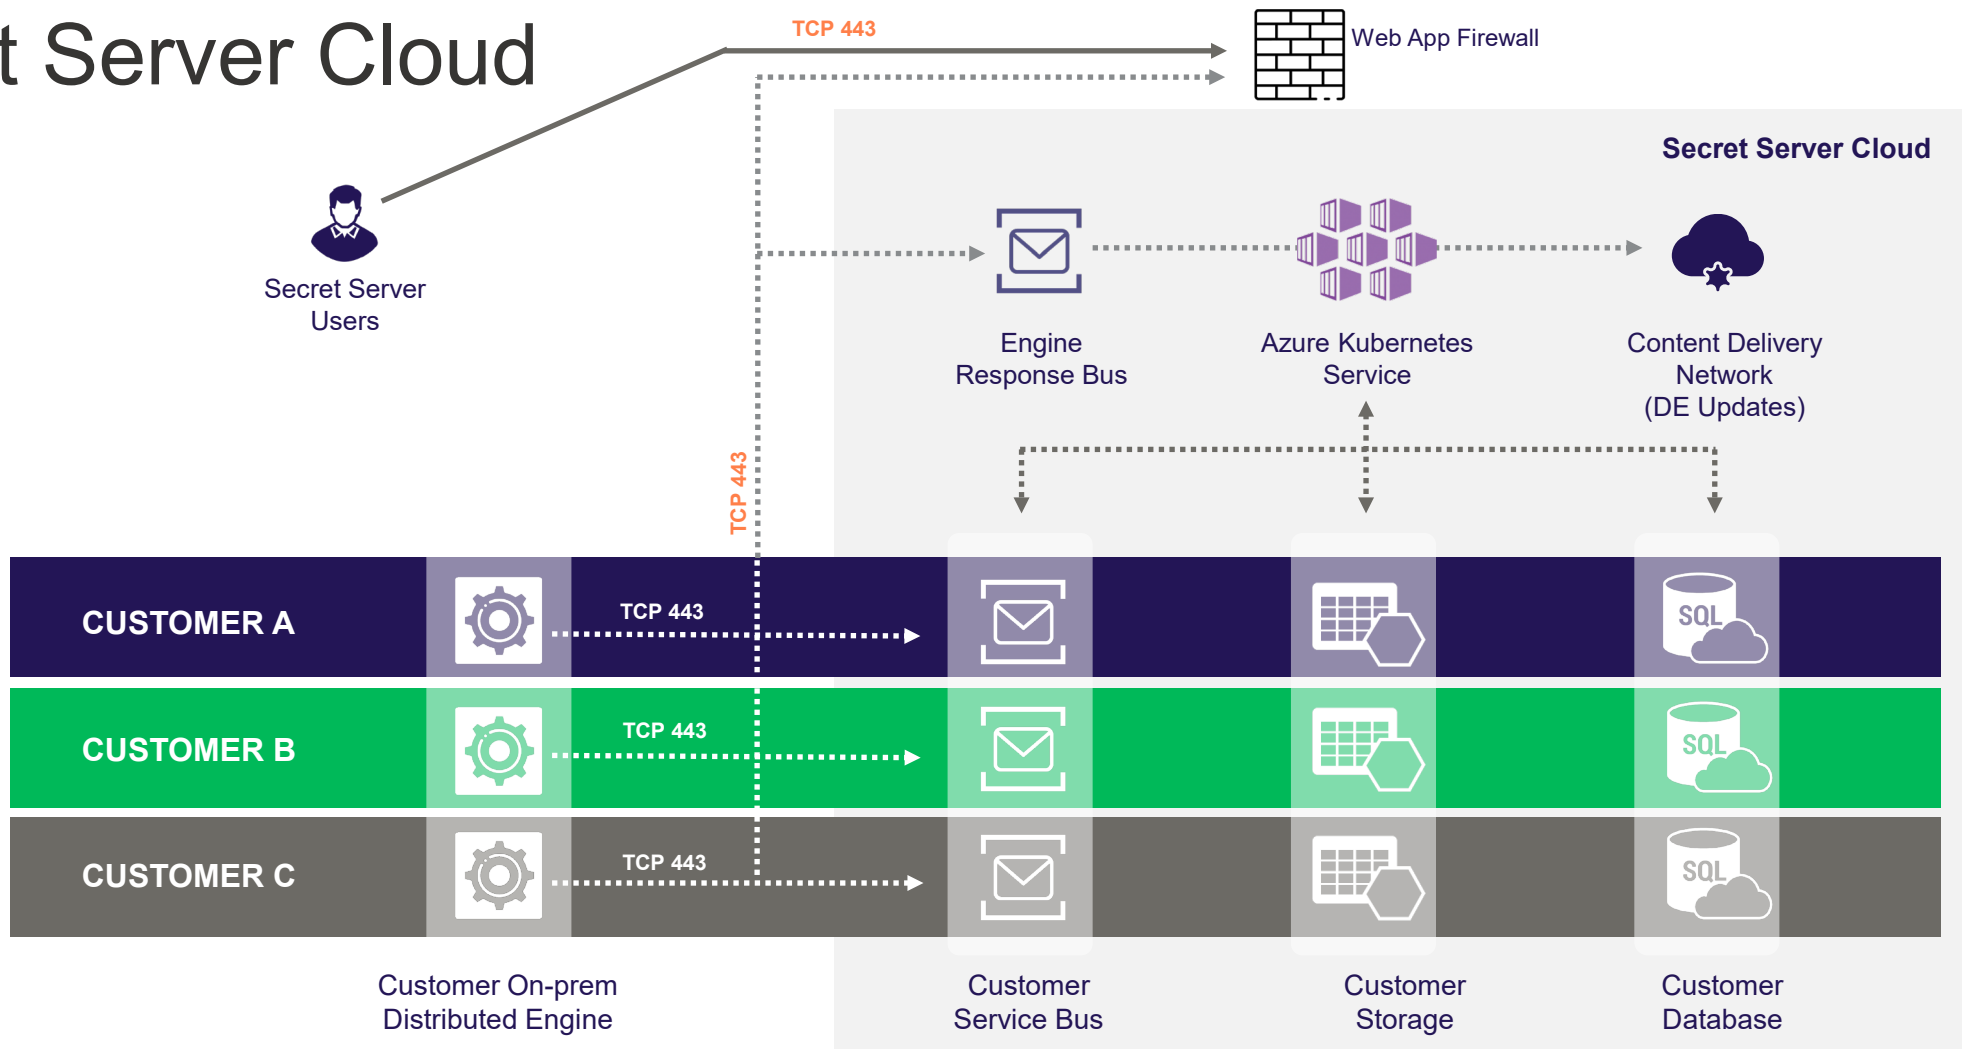 t Server Cloud
TCP 443
Web App Firewall
Secret Server Cloud
Secret Server
Users
Engine
Response Bus
Azure Kubernetes
Service
Content Delivery
Network
(DE Updates)
TCP 443
CUSTOMER A
TCP 443
SQL
CUSTOMER B
TCP 443
SQL
CUSTOMER C
TCP 443
SQL
Customer On-prem
Distributed Engine
Customer
Service Bus
Customer
Storage
Customer
Database